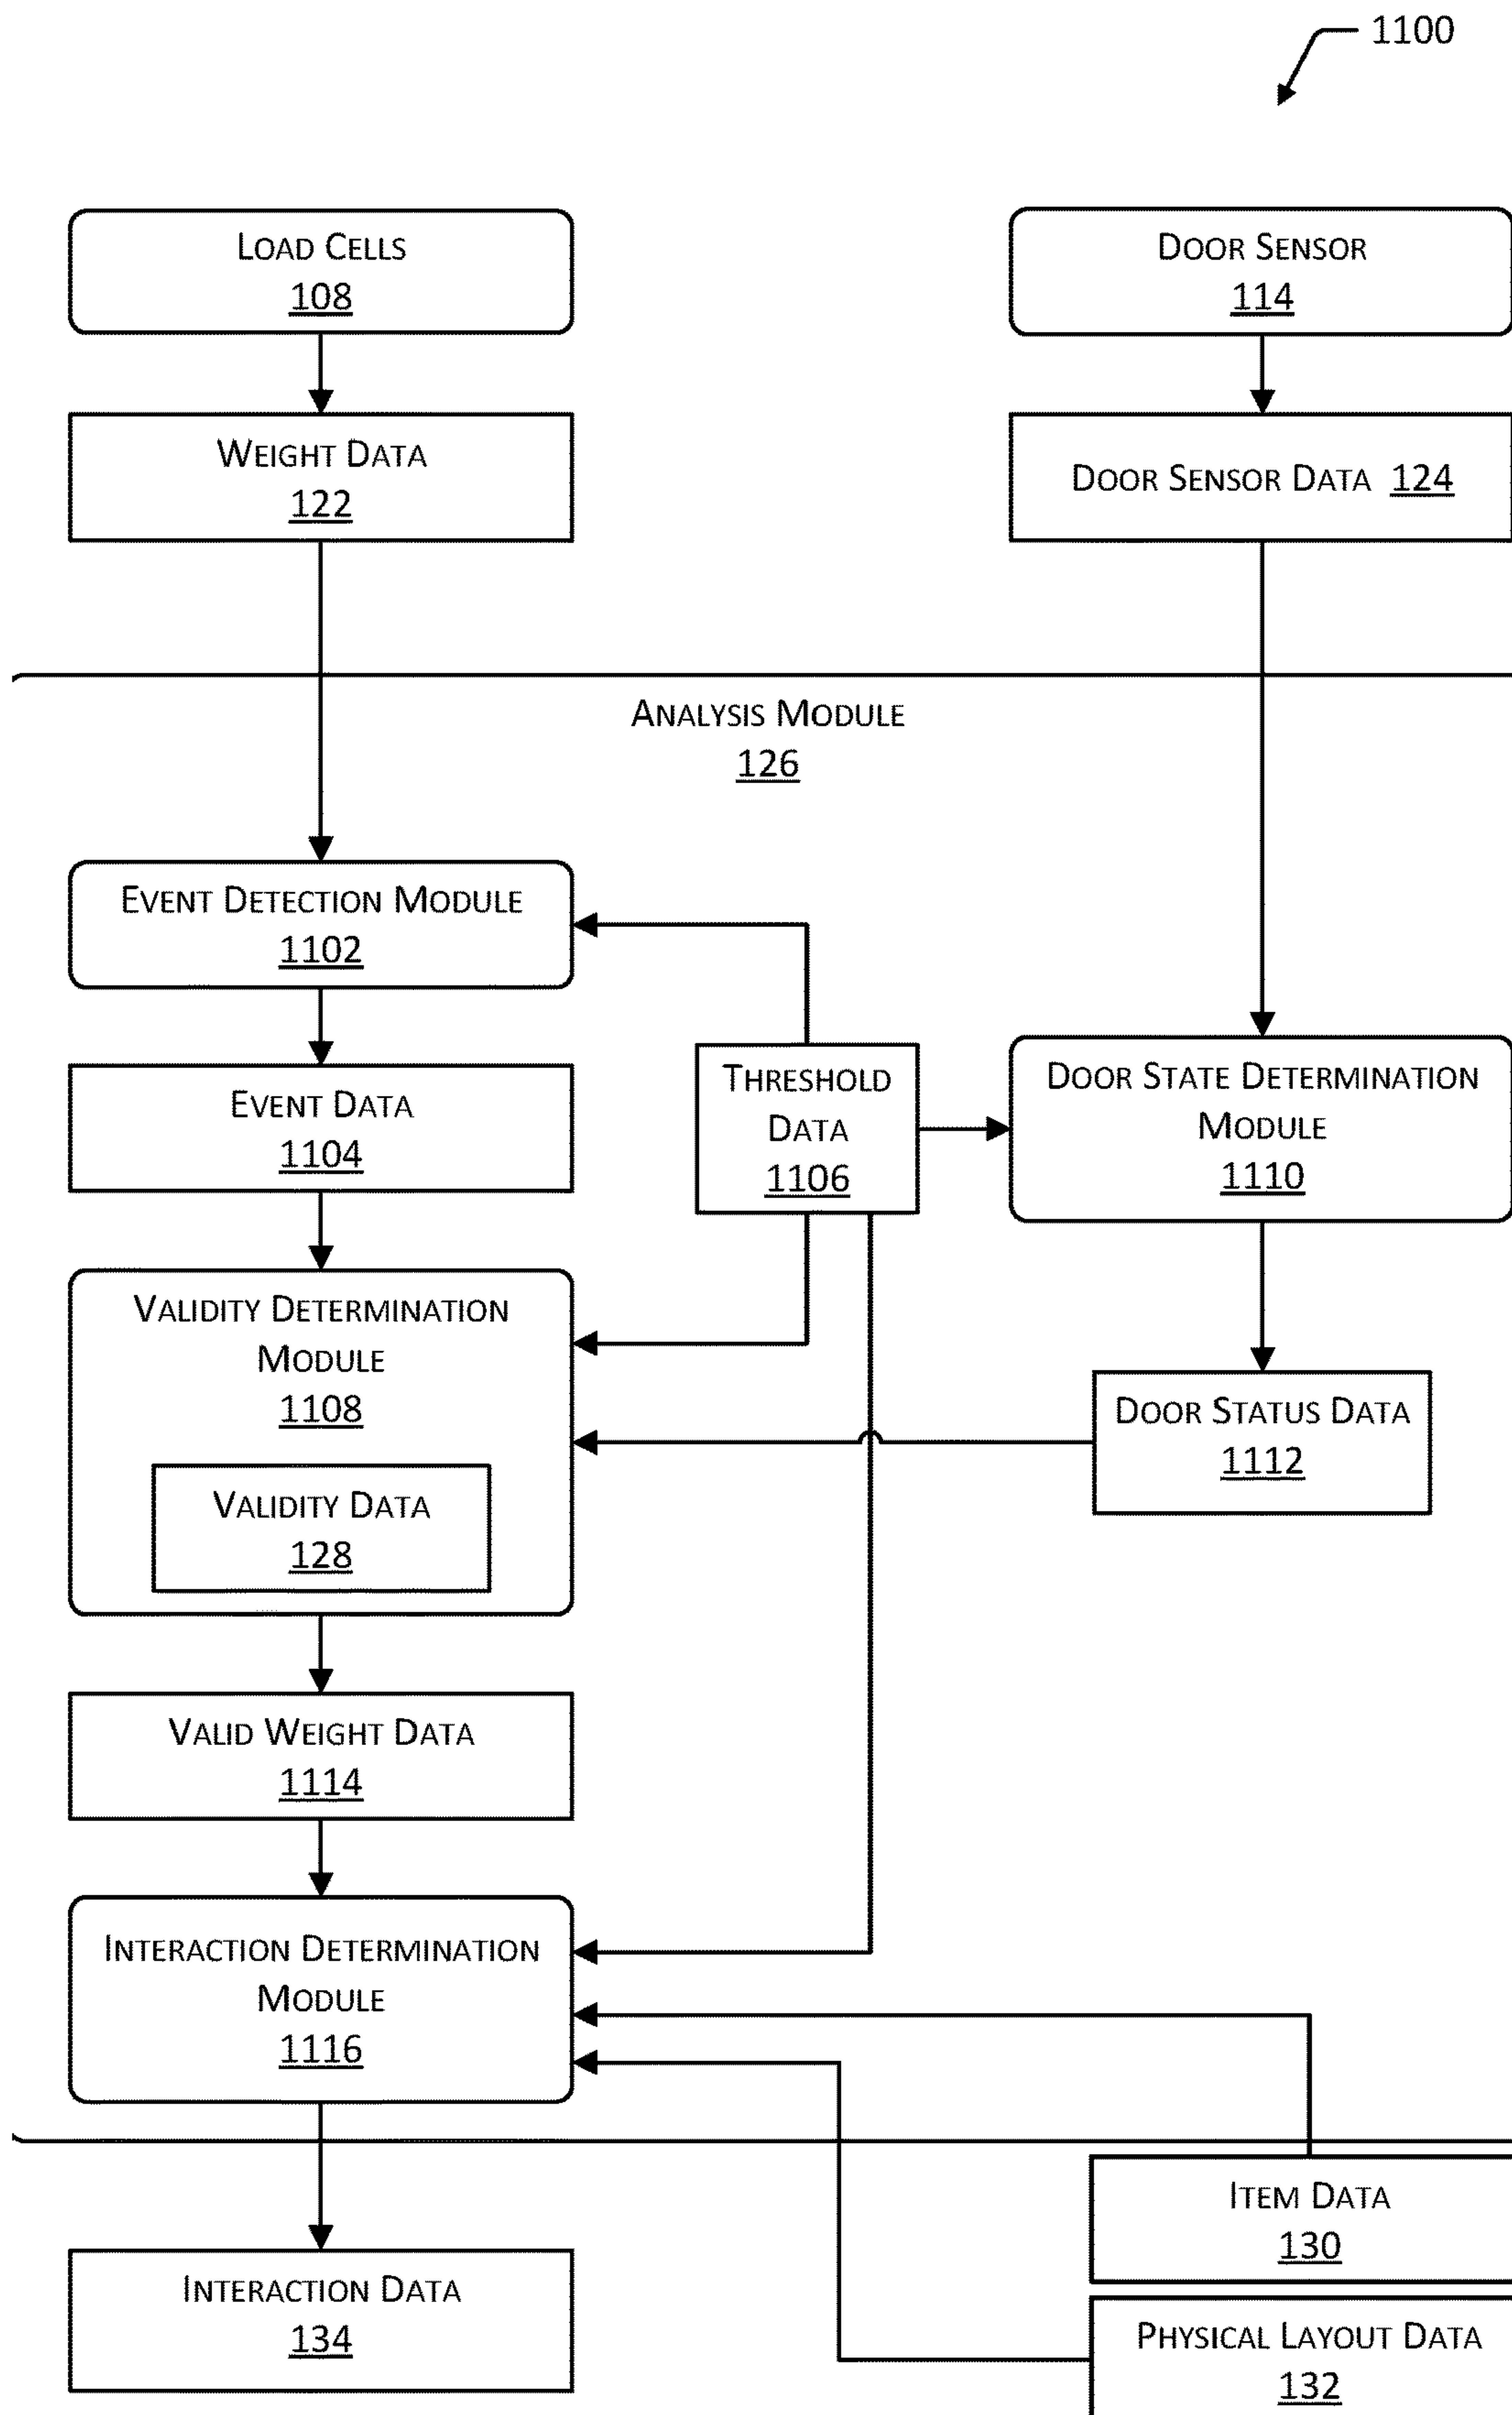 1100
LOAD CELLS
108
DOOR SENSOR
114
WEIGHT DATA
122
DOOR SENSOR DATA 124
ANALYSIS MODULE
126
EVENT DETECTION MODULE
1102
EVENT DATA
1104
THRESHOLD
DATA
1106
DOOR STATE DETERMINATION
MODULE
1110
VALIDITY DETERMINATION
MODULE
1108
DOOR STATUS DATA
1112
VALIDITY DATA
128
VALID WEIGHT DATA
1114
INTERACTION DETERMINATION
MODULE
1116
ITEM DATA
130
INTERACTION DATA
134
PHYSICAL LAYOUT DATA
132